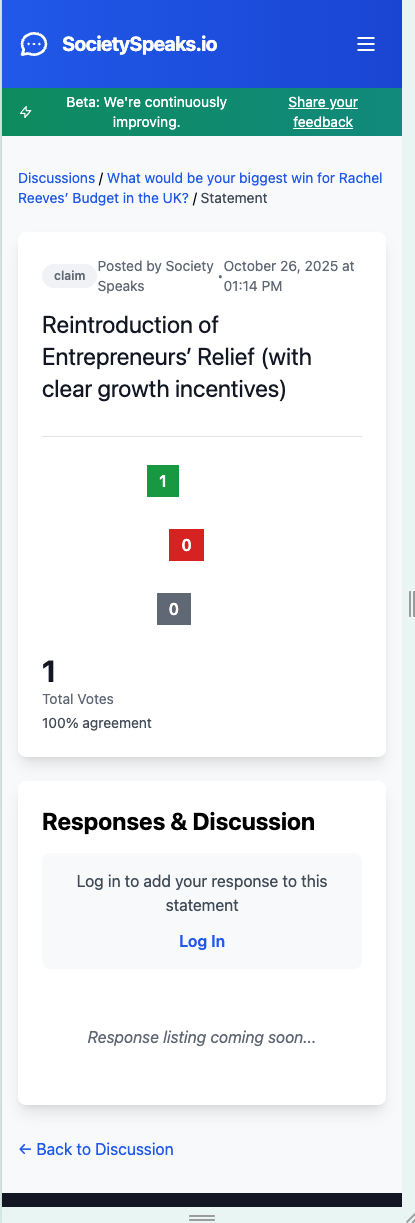 SocietySpeaks.io
Beta: We're continuously
improving.
Share your
feedback
Discussions / What would be your biggest win for Rachel
Reeves’ Budget in the UK? / Statement
claim
Posted by Society
Speaks
•
October 26, 2025 at
01:14 PM
Reintroduction of
Entrepreneurs’ Relief (with
clear growth incentives)
1
0
0
1
Total Votes
100% agreement
Responses & Discussion
Log in to add your response to this
statement
Log In
Response listing coming soon...
← Back to Discussion